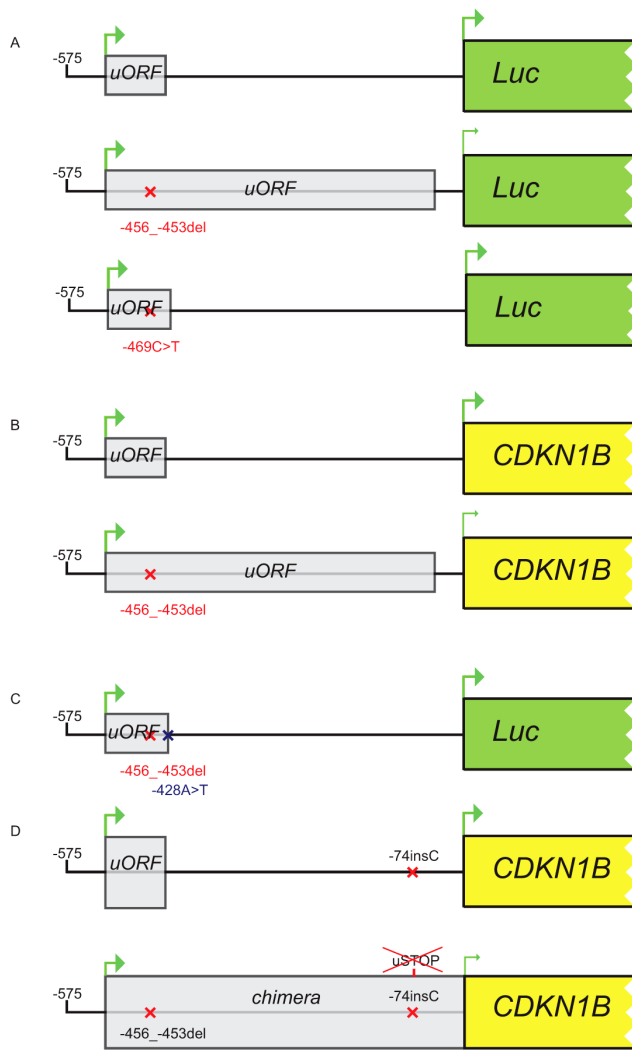 A
-575
uORF
Luc
-575
uORF
Luc
-456_-453del
-575
uORF
Luc
-469C>T
B
-575
uORF
CDKN1B
-575
uORF
CDKN1B
-456_-453del
C
-575
uORF
Luc
-456_-453del
-428A>T
D
-575
uORF
-74insC
CDKN1B
uSTOP
-575
chimera
-74insC
CDKN1B
-456_-453del